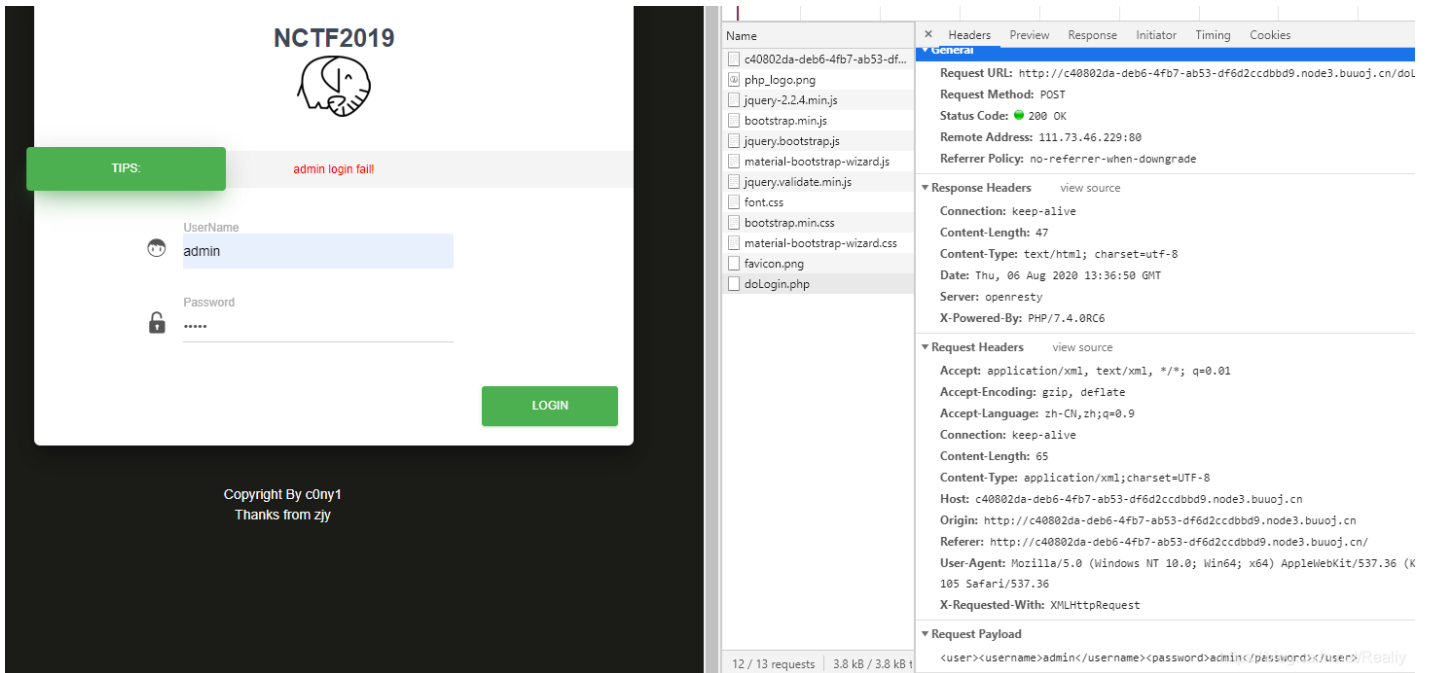 NCTF2019
TIPS:
admin login fail!
UserName
admin
Password
•••••
LOGIN
Copyright By c0ny1
Thanks from zjy
Name
c40802da-deb6-4fb7-ab53-df...
php_logo.png
jquery-2.2.4.min.js
bootstrap.min.js
jquery.bootstrap.js
material-bootstrap-wizard.js
jquery.validate.min.js
font.css
bootstrap.min.css
material-bootstrap-wizard.css
favicon.png
doLogin.php
12 / 13 requests 3.8 kB / 3.8 kB t
× Headers Preview Response Initiator Timing Cookies
▼ General
Request URL: http://c40802da-deb6-4fb7-ab53-df6d2ccdbbd9.node3.buuoj.cn/doL
Request Method: POST
Status Code: 200 OK
Remote Address: 111.73.46.229:80
Referrer Policy: no-referrer-when-downgrade
▼ Response Headers view source
Connection: keep-alive
Content-Length: 47
Content-Type: text/html; charset=utf-8
Date: Thu, 06 Aug 2020 13:36:50 GMT
Server: openresty
X-Powered-By: PHP/7.4.0RC6
▼ Request Headers view source
Accept: application/xml, text/xml, */*; q=0.01
Accept-Encoding: gzip, deflate
Accept-Language: zh-CN,zh;q=0.9
Connection: keep-alive
Content-Length: 65
Content-Type: application/xml;charset=UTF-8
Host: c40802da-deb6-4fb7-ab53-df6d2ccdbbd9.node3.buuoj.cn
Origin: http://c40802da-deb6-4fb7-ab53-df6d2ccdbbd9.node3.buuoj.cn
Referer: http://c40802da-deb6-4fb7-ab53-df6d2ccdbbd9.node3.buuoj.cn/
User-Agent: Mozilla/5.0 (Windows NT 10.0; Win64; x64) AppleWebKit/537.36 (K
105 Safari/537.36
X-Requested-With: XMLHttpRequest
▼ Request Payload
<user><username>admin</username><password>admin</password></user>